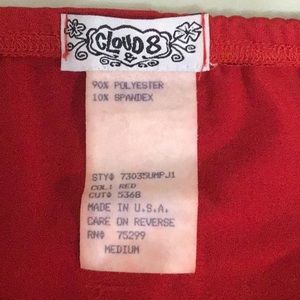 CLOUD 8
90% POLYESTER
10% SPANDEX
STY# 73035UHPJ1
COL: RED
CUT# 5368
MADE IN U.S.A.
CARE ON REVERSE
RN# 75299
MEDIUM